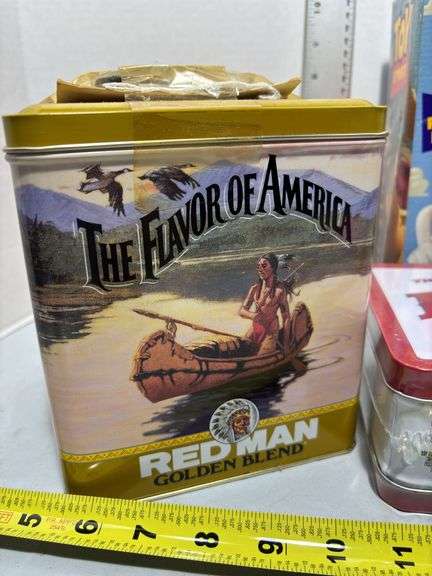 THE FLAVOR OF AMERICA
RED MAN
GOLDEN BLEND
5 6 7 8 9 10 11